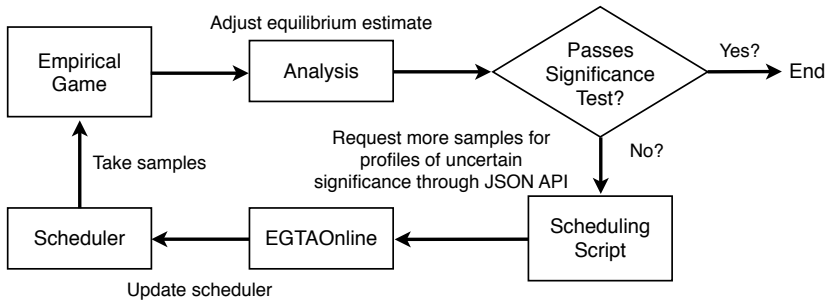 Adjust equilibrium estimate
Empirical
Game
Analysis
Passes
Significance
Test?
Yes?
End
Request more samples for
profiles of uncertain
significance through JSON API
No?
Take samples
Scheduler
EGTAOnline
Scheduling
Script
Update scheduler